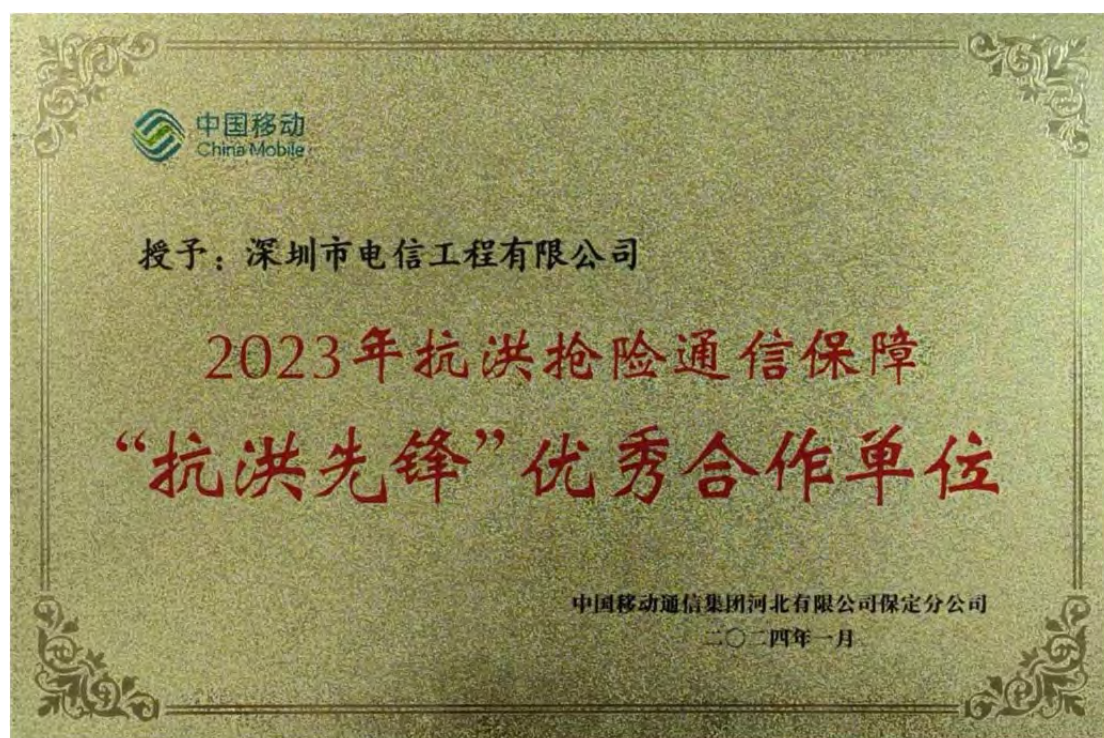 中国移动
China Mobile
授予：深圳市电信工程有限公司
2023年抗洪抢险通信保障
“抗洪先锋”优秀合作单位
中国移动通信集团河北有限公司保定分公司
二〇二四年一月